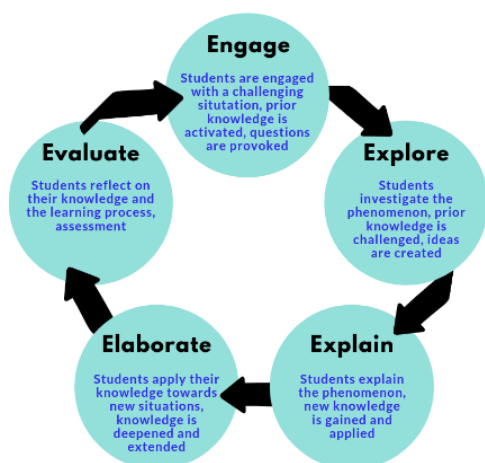 Engage
Students are engaged
with a challenging
situtation, prior
knowledge is
activated, questions
are provoked
Explore
Students
investigate the
phenomenon, prior
knowledge is
challenged, ideas
are created
Explain
Students explain
the phenomenon,
new knowledge
is gained and
applied
Elaborate
Students apply their
knowledge towards
new situations,
knowledge is
deepened and
extended
Evaluate
Students reflect on
their knowledge and
the learning process,
assessment